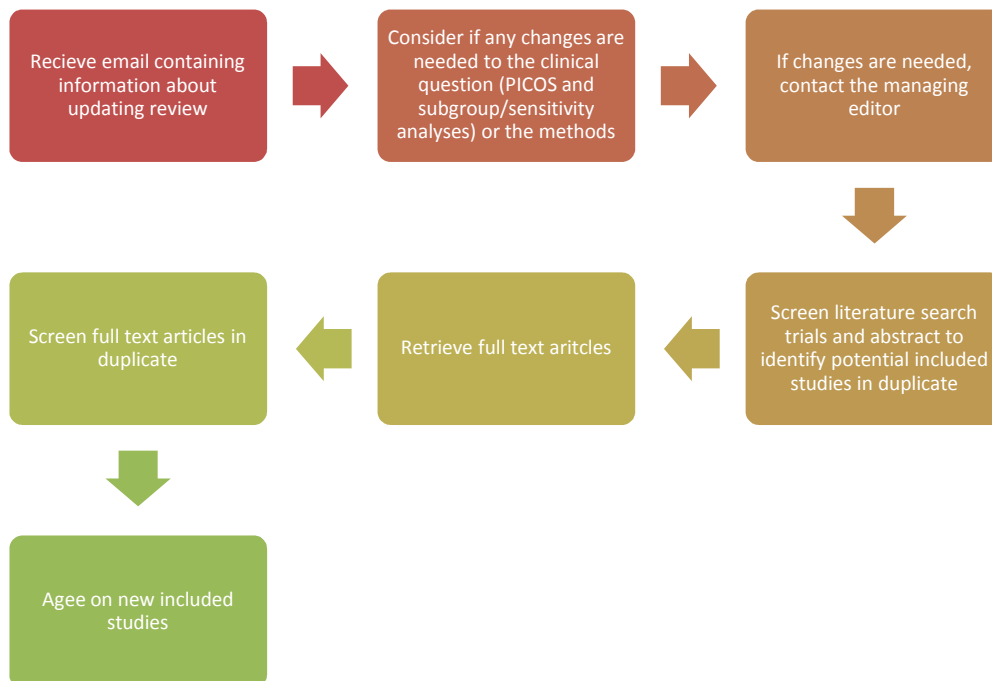 Recieve email containing
information about
updating review
Consider if any changes are
needed to the clinical
question (PICOS and
subgroup/sensitivity
analyses) or the methods
If changes are needed,
contact the managing
editor
Screen literature search
trials and abstract to
identify potential included
studies in duplicate
Retrieve full text aritcles
Screen full text articles in
duplicate
Agee on new included
studies